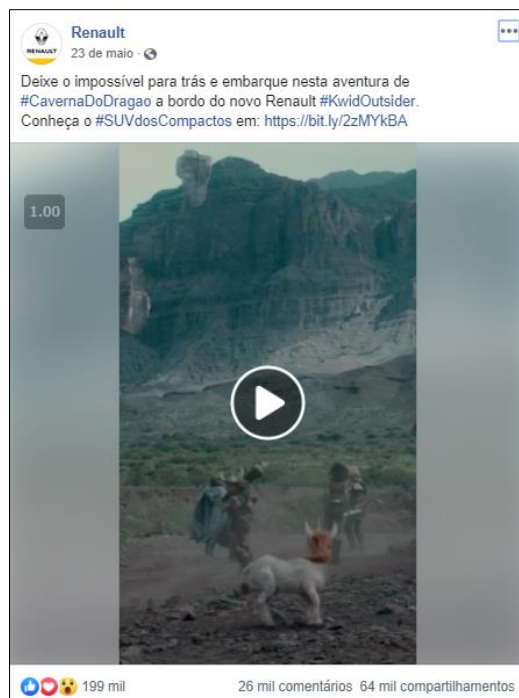 Renault
RENAULT
23 de maio ·
Deixe o impossível para trás e embarque nesta aventura de
#CavernaDoDragao a bordo do novo Renault #KwidOutsider.
Conheça o #SUVdosCompactos em: https://bit.ly/2zMYkBA
1.00
199 mil
26 mil comentários 64 mil compartilhamentos